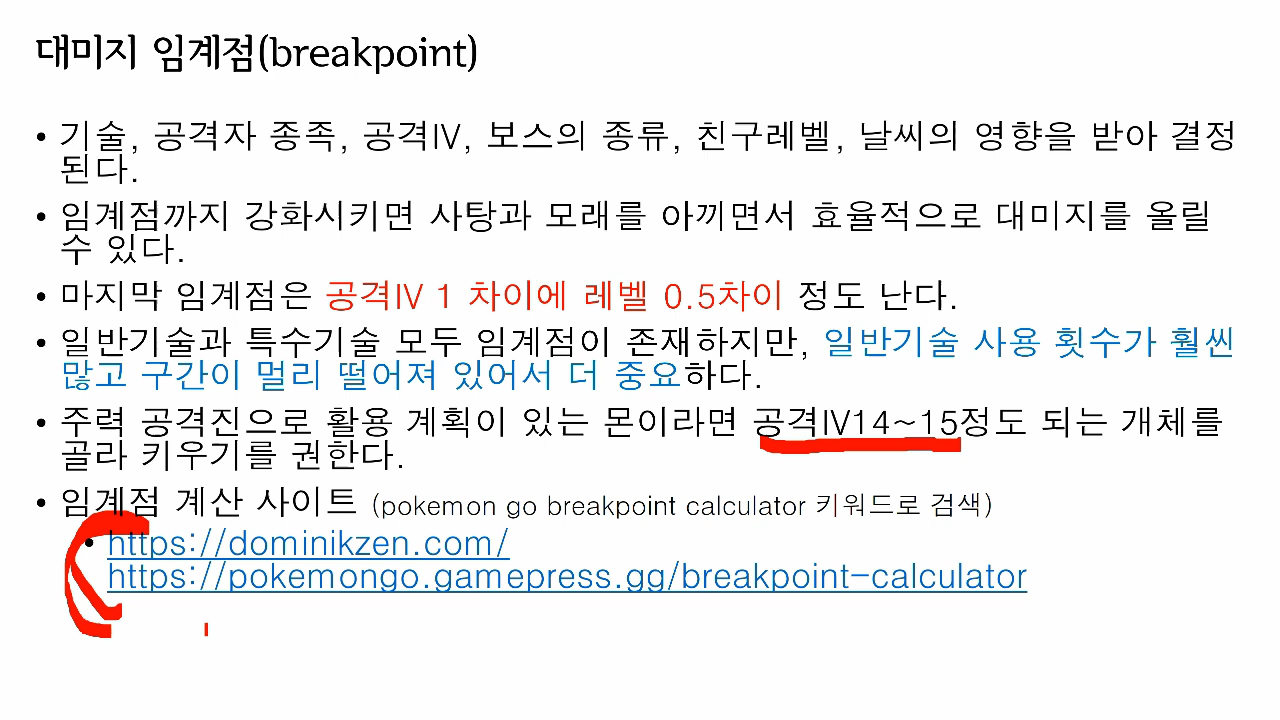 대미지 임계점(breakpoint)
• 기술, 공격자 종족, 공격IV, 보스의 종류, 친구레벨, 날씨의 영향을 받아 결정
된다.
• 임계점까지 강화시키면 사탕과 모래를 아끼면서 효율적으로 대미지를 올릴
수 있다.
• 마지막 임계점은 공격IV 1 차이에 레벨 0.5차이 정도 난다.
• 일반기술과 특수기술 모두 임계점이 존재하지만, 일반기술 사용 횟수가 훨씬
많고 구간이 멀리 떨어져 있어서 더 중요하다.
• 주력 공격진으로 활용 계획이 있는 몬이라면 공격IV14~15정도 되는 개체를
골라 키우기를 권한다.
• 임계점 계산 사이트 (pokemon go breakpoint calculator 키워드로 검색)
• https://dominikzen.com/
https://pokemongo.gamepress.gg/breakpoint-calculator